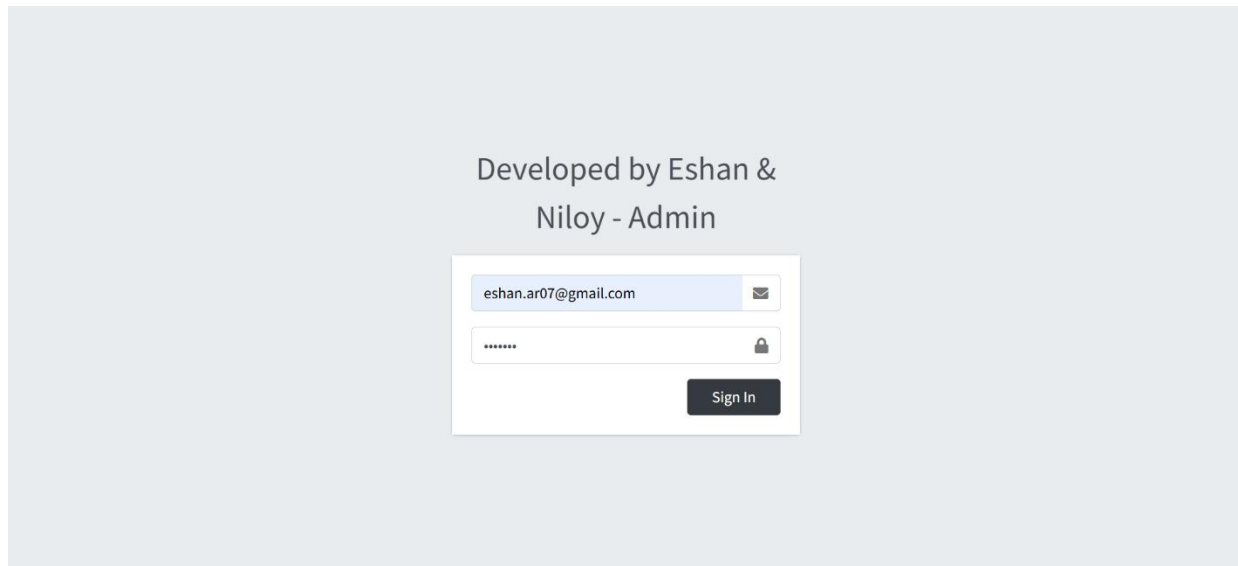 Developed by Eshan &
Niloy - Admin
eshan.ar07@gmail.com
•••••••
Sign In